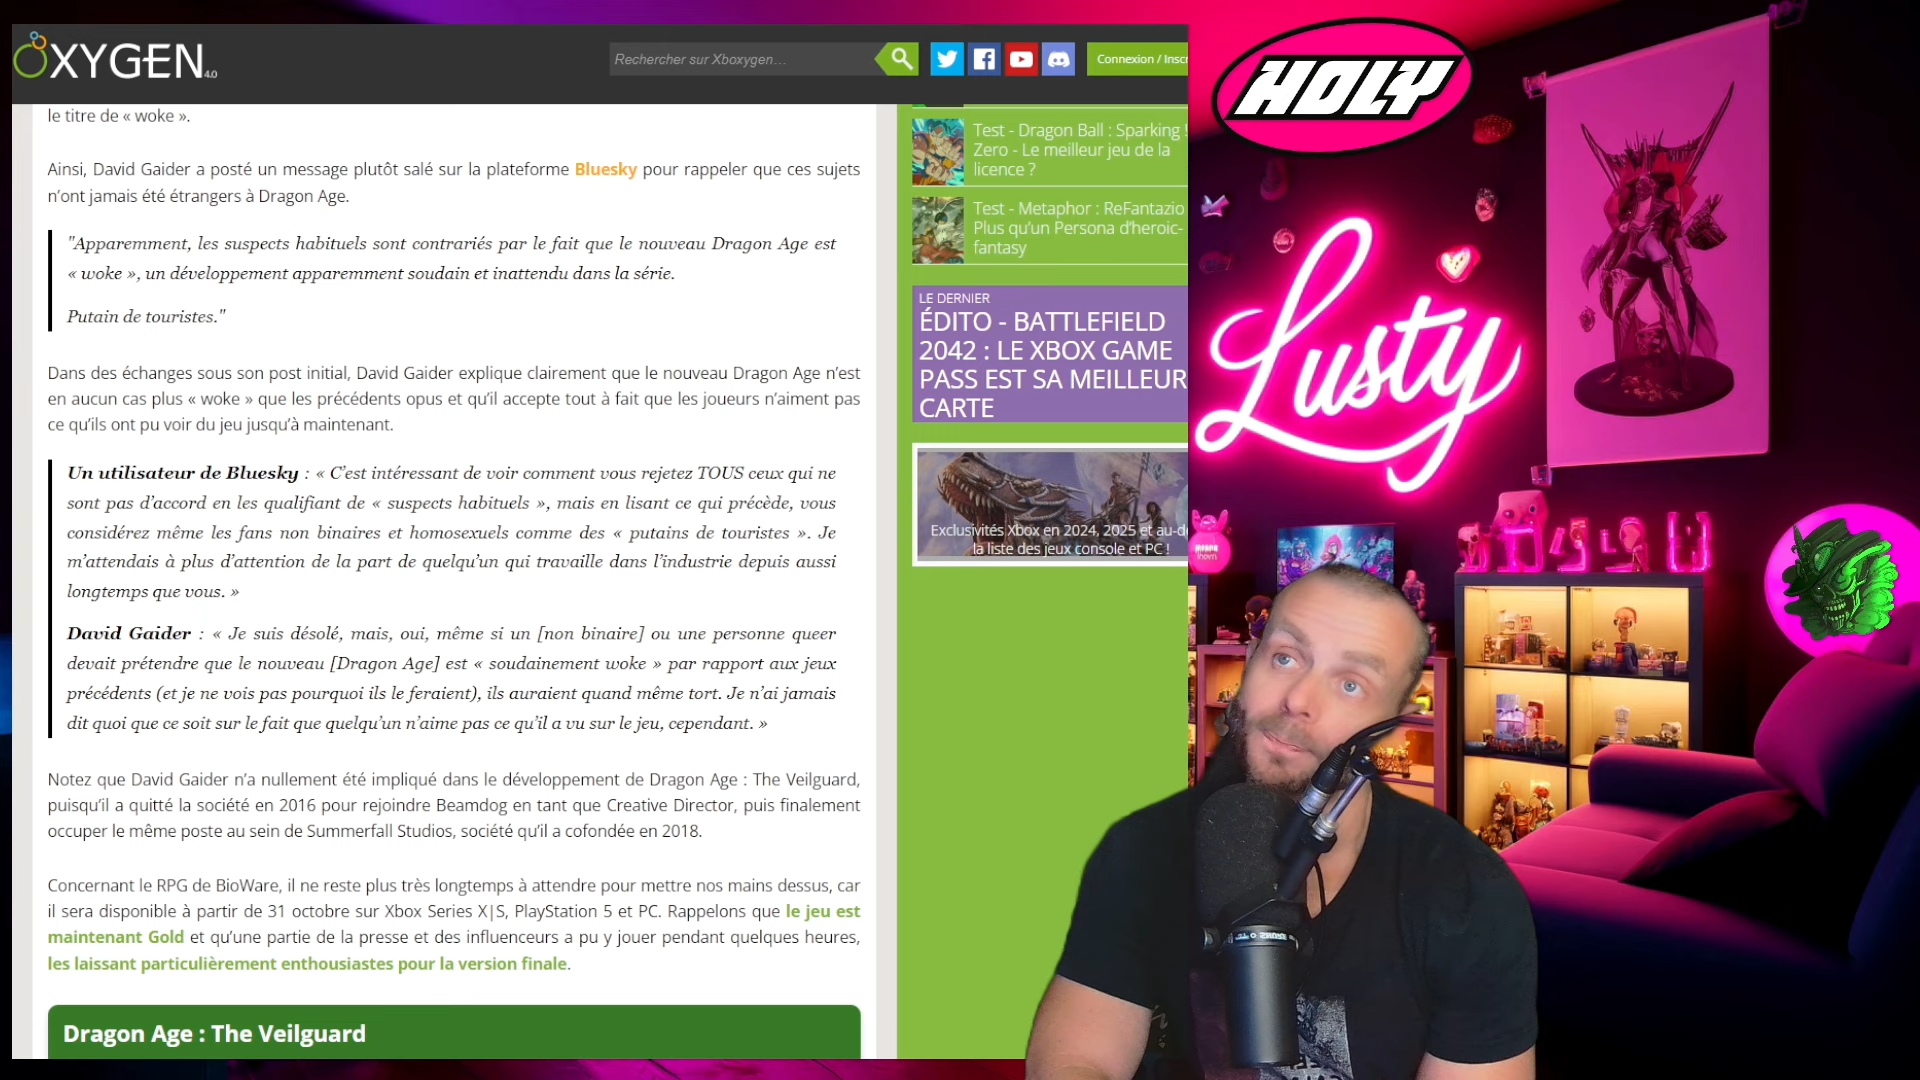 OXYGEN 4.0
Rechercher sur Xboxygen…
Connexion / Inscr
le titre de « woke ».
Ainsi, David Gaider a posté un message plutôt salé sur la plateforme Bluesky pour rappeler que ces sujets
n’ont jamais été étrangers à Dragon Age.
"Apparemment, les suspects habituels sont contrariés par le fait que le nouveau Dragon Age est
« woke », un développement apparemment soudain et inattendu dans la série.
Putain de touristes."
Dans des échanges sous son post initial, David Gaider explique clairement que le nouveau Dragon Age n’est
en aucun cas plus « woke » que les précédents opus et qu’il accepte tout à fait que les joueurs n’aiment pas
ce qu’ils ont pu voir du jeu jusqu’à maintenant.
Un utilisateur de Bluesky : « C’est intéressant de voir comment vous rejetez TOUS ceux qui ne
sont pas d’accord en les qualifiant de « suspects habituels », mais en lisant ce qui précède, vous
considérez même les fans non binaires et homosexuels comme des « putains de touristes ». Je
m’attendais à plus d’attention de la part de quelqu’un qui travaille dans l’industrie depuis aussi
longtemps que vous. »
David Gaider : « Je suis désolé, mais, oui, même si un [non binaire] ou une personne queer
devait prétendre que le nouveau [Dragon Age] est « soudainement woke » par rapport aux jeux
précédents (et je ne vois pas pourquoi ils le feraient), ils auraient quand même tort. Je n’ai jamais
dit quoi que ce soit sur le fait que quelqu’un n’aime pas ce qu’il a vu sur le jeu, cependant. »
Notez que David Gaider n’a nullement été impliqué dans le développement de Dragon Age : The Veilguard,
puisqu’il a quitté la société en 2016 pour rejoindre Beamdog en tant que Creative Director, puis finalement
occuper le même poste au sein de Summerfall Studios, société qu’il a cofondée en 2018.
Concernant le RPG de BioWare, il ne reste plus très longtemps à attendre pour mettre nos mains dessus, car
il sera disponible à partir de 31 octobre sur Xbox Series X|S, PlayStation 5 et PC. Rappelons que le jeu est
maintenant Gold et qu’une partie de la presse et des influenceurs a pu y jouer pendant quelques heures,
les laissant particulièrement enthousiastes pour la version finale.
Dragon Age : The Veilguard
Test - Dragon Ball : Sparking !
Zero - Le meilleur jeu de la
licence ?
Test - Metaphor : ReFantazio
Plus qu’un Persona d’heroic-
fantasy
LE DERNIER
ÉDITO - BATTLEFIELD
2042 : LE XBOX GAME
PASS EST SA MEILLEUR
CARTE
Exclusivités Xbox en 2024, 2025 et au-d
la liste des jeux console et PC !
HOLY
Lusty